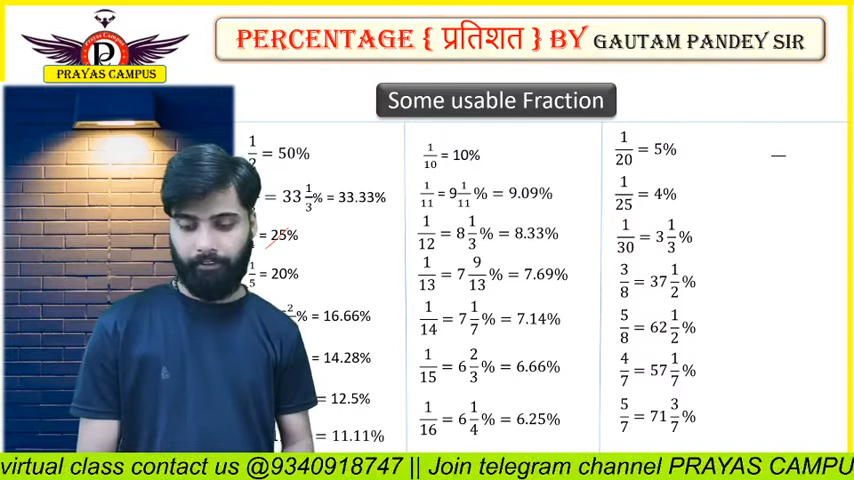 Prayas Campus
PRAYAS CAMPUS
PERCENTAGE { प्रतिशत } BY GAUTAM PANDEY SIR
Some usable Fraction
1/2 = 50%
= 33 1/3% = 33.33%
= 25%
1/5 = 20%
2/ % = 16.66%
= 14.28%
= 12.5%
= 11.11%
1/10 = 10%
1/11 = 9 1/11 % = 9.09%
1/12 = 8 1/3 % = 8.33%
1/13 = 7 9/13 % = 7.69%
1/14 = 7 1/7 % = 7.14%
1/15 = 6 2/3 % = 6.66%
1/16 = 6 1/4 % = 6.25%
1/20 = 5%
1/25 = 4%
1/30 = 3 1/3 %
3/8 = 37 1/2 %
5/8 = 62 1/2 %
4/7 = 57 1/7 %
5/7 = 71 3/7 %
virtual class contact us @9340918747 || Join telegram channel PRAYAS CAMPU